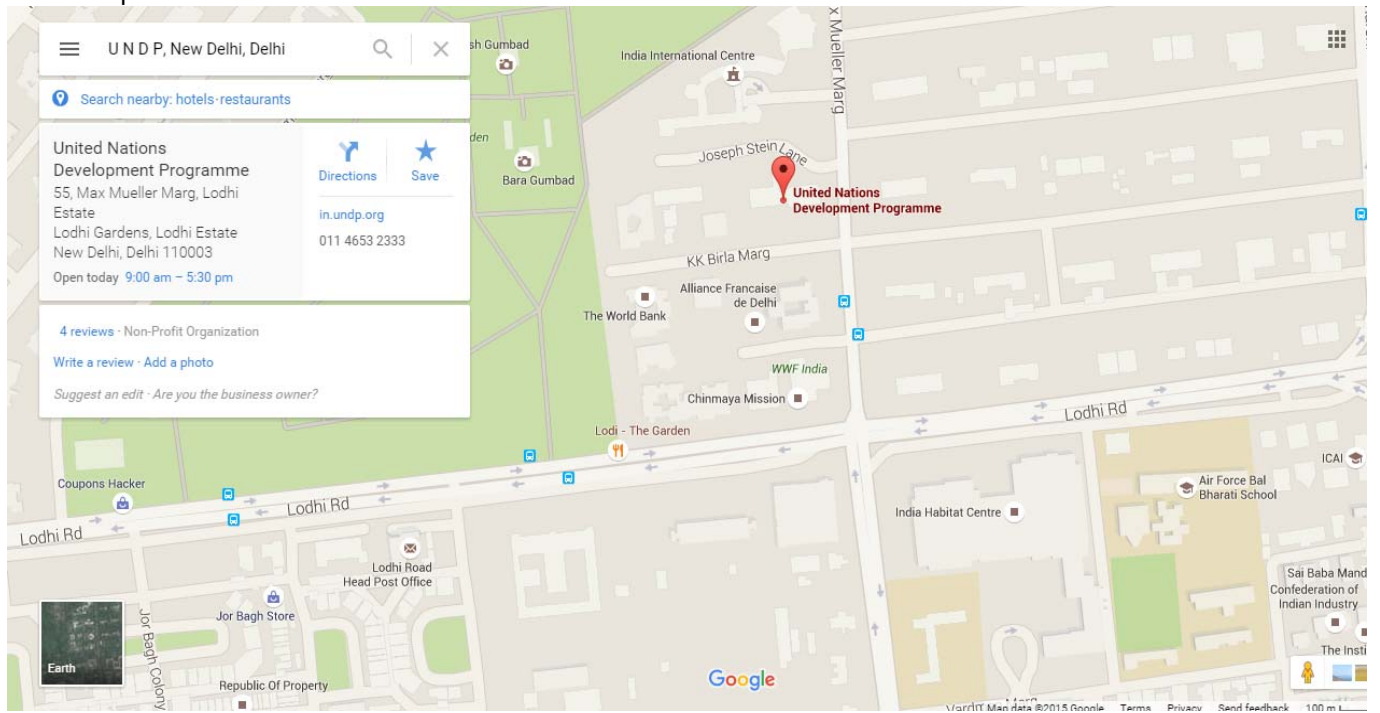 U N D P, New Delhi, Delhi
Search nearby: hotels·restaurants
United Nations
Development Programme
55, Max Mueller Marg, Lodhi
Estate
Lodhi Gardens, Lodhi Estate
New Delhi, Delhi 110003
Open today 9:00 am – 5:30 pm
Directions
Save
in.undp.org
011 4653 2333
4 reviews · Non-Profit Organization
Write a review · Add a photo
Suggest an edit · Are you the business owner?
sh Gumbad
India International Centre
x Mueller Marg
den
Bara Gumbad
Joseph Stein Lane
United Nations
Development Programme
KK Birla Marg
Alliance Francaise
de Delhi
The World Bank
WWF India
Chinmaya Mission
Lodi - The Garden
Lodhi Rd
Coupons Hacker
Lodhi Rd
Lodhi Rd
ICAI
Air Force Bal
Bharati School
India Habitat Centre
Lodhi Road
Head Post Office
Sai Baba Mand
Confederation of
Indian Industry
The Insti
Jor Bagh Store
Jor Bagh Colony
Republic Of Property
Earth
Google
Map data ©2015 Google Terms Privacy Send feedback 100 m